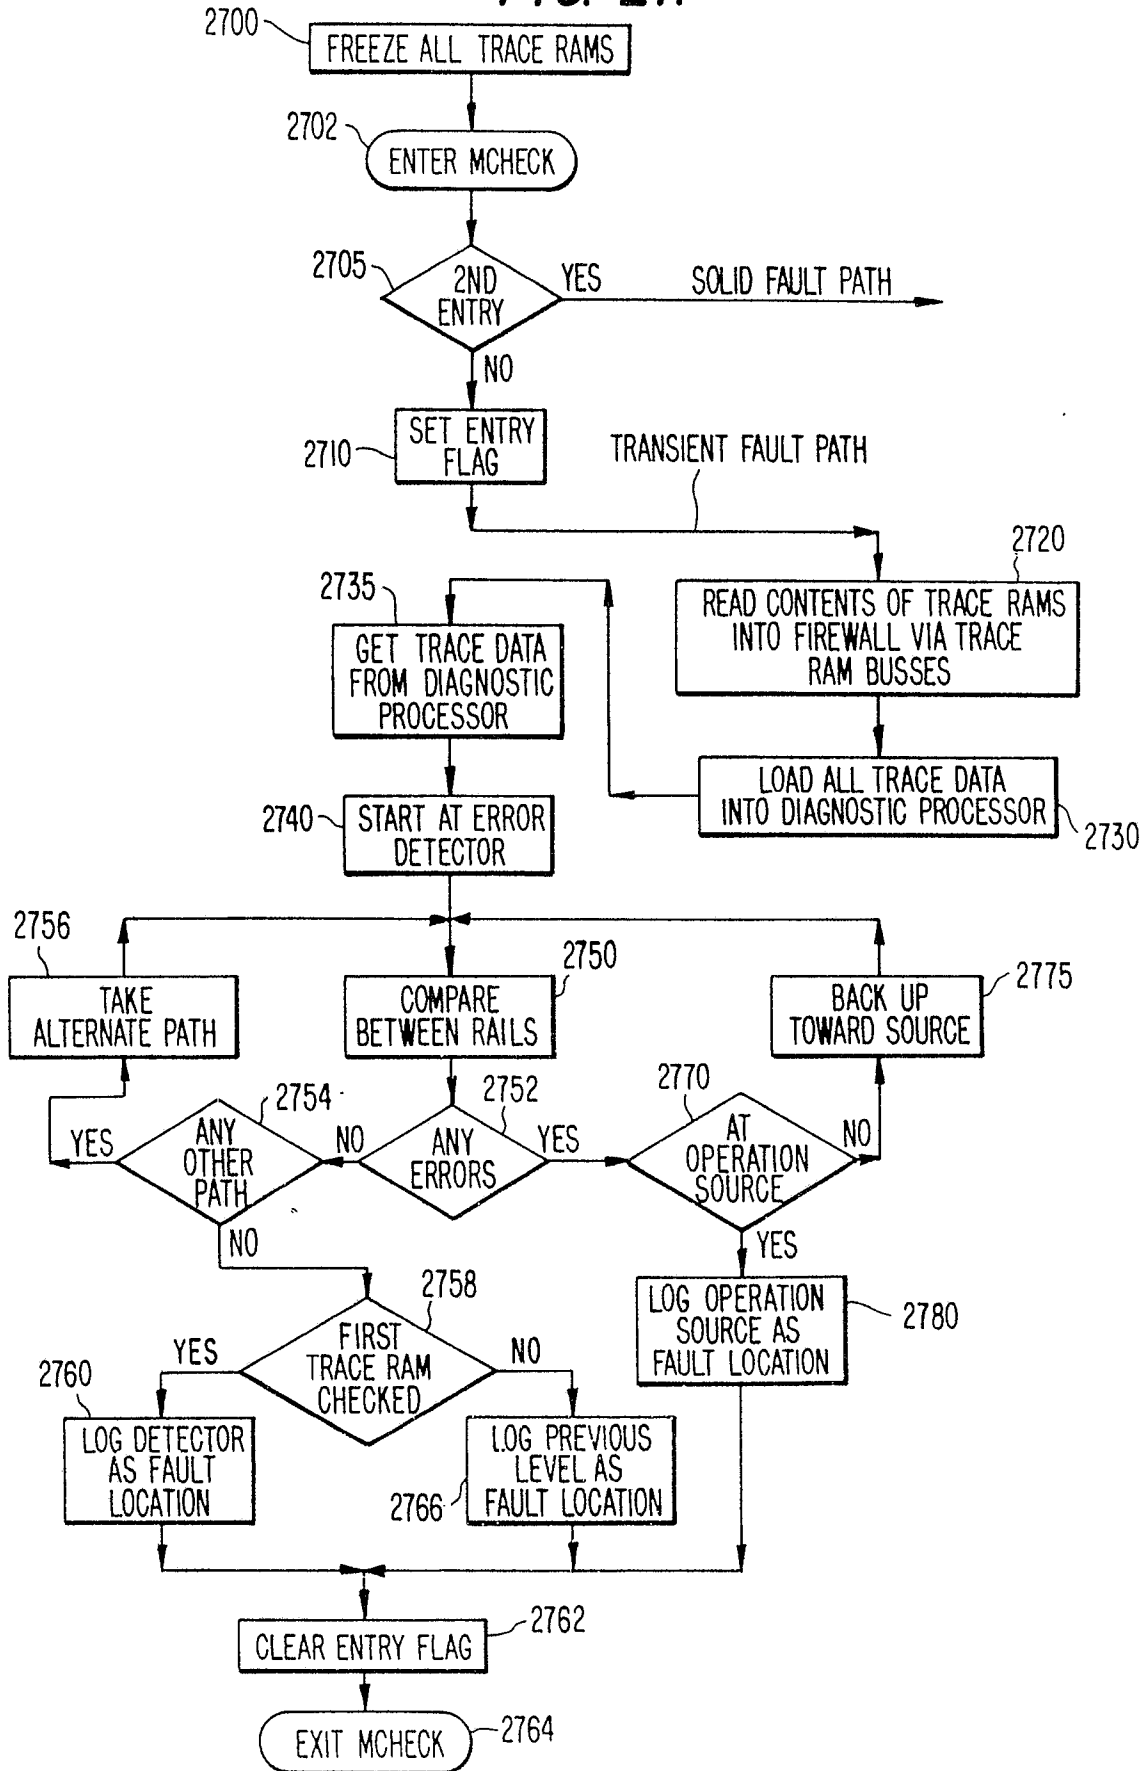 2700
FREEZE ALL TRACE RAMS
2702
ENTER MCHECK
2705
2ND
ENTRY
YES
SOLID FAULT PATH
NO
2710
SET ENTRY
FLAG
TRANSIENT FAULT PATH
2720
READ CONTENTS OF TRACE RAMS
INTO FIREWALL VIA TRACE
RAM BUSSES
2735
GET TRACE DATA
FROM DIAGNOSTIC
PROCESSOR
LOAD ALL TRACE DATA
INTO DIAGNOSTIC PROCESSOR
2730
2740
START AT ERROR
DETECTOR
2756
TAKE
ALTERNATE PATH
2750
COMPARE
BETWEEN RAILS
2775
BACK UP
TOWARD SOURCE
2754
ANY
OTHER
PATH
YES
NO
2752
ANY
ERRORS
YES
2770
AT
OPERATION
SOURCE
NO
NO
YES
2758
FIRST
TRACE RAM
CHECKED
YES
NO
2780
LOG OPERATION
SOURCE AS
FAULT LOCATION
2760
LOG DETECTOR
AS FAULT
LOCATION
2766
LOG PREVIOUS
LEVEL AS
FAULT LOCATION
2762
CLEAR ENTRY FLAG
EXIT MCHECK
2764